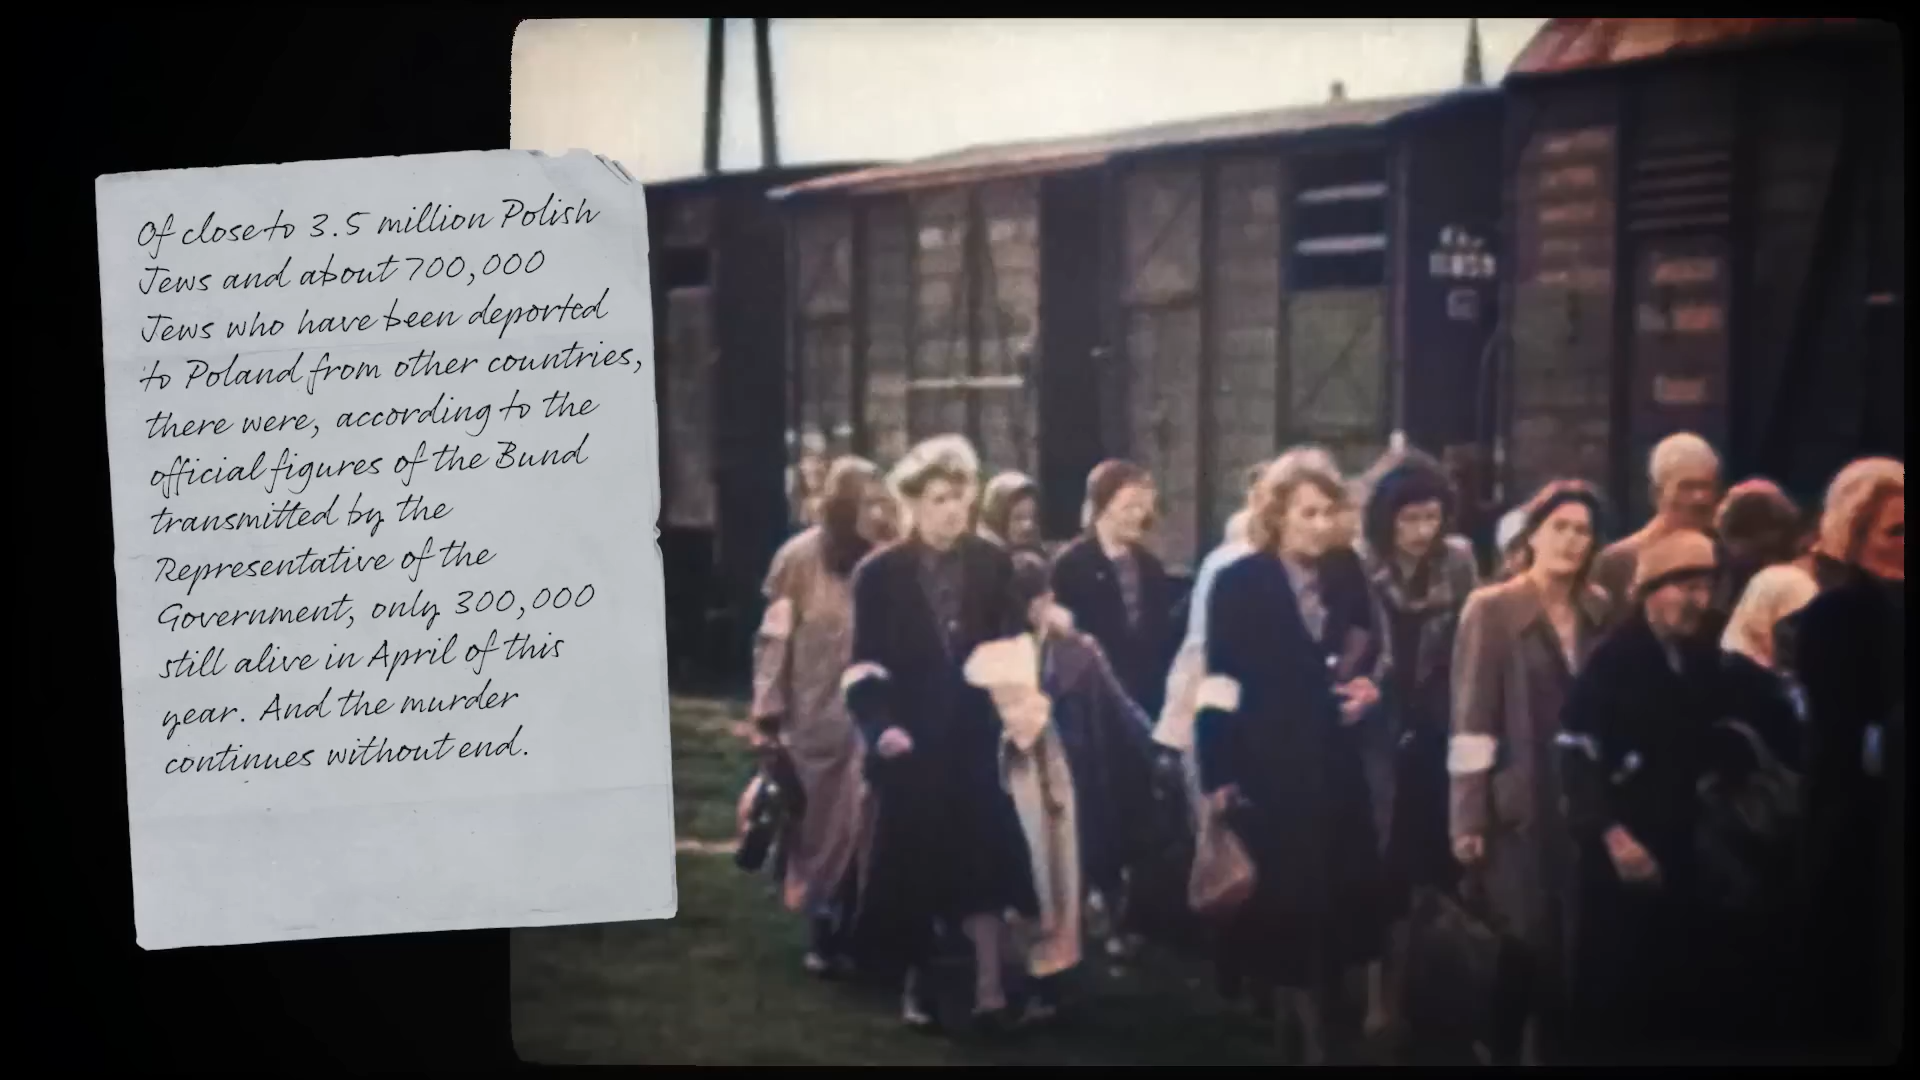 Of close to 3.5 million Polish
Jews and about 700,000
Jews who have been deported
to Poland from other countries,
there were, according to the
official figures of the Bund
transmitted by the
Representative of the
Government, only 300,000
still alive in April of this
year. And the murder
continues without end.